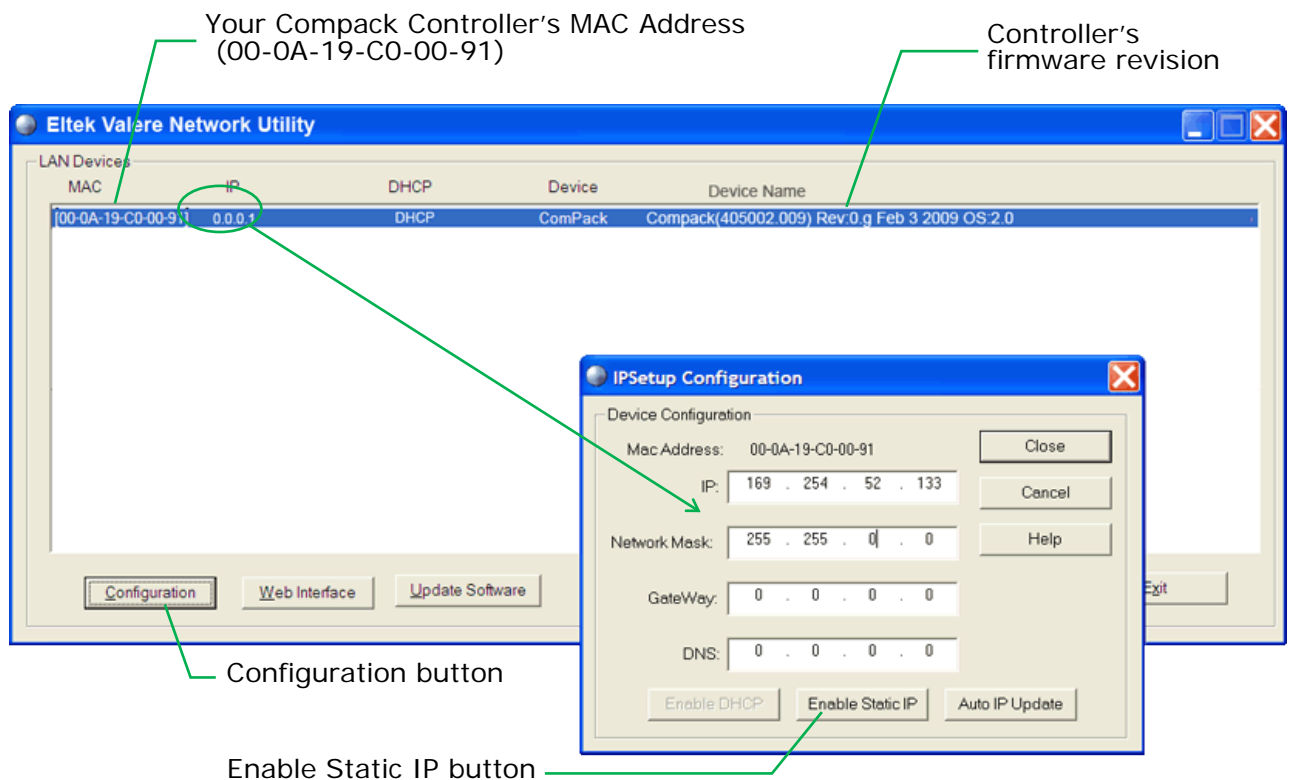 Your Compack Controller's MAC Address
(00-0A-19-C0-00-91)
Controller's
firmware revision
Eltek Valere Network Utility
LAN Devices
MAC IP DHCP Device Device Name
[00-0A-19-C0-00-91] 0.0.0.1 DHCP ComPack Compack(405002.009) Rev:0.g Feb 3 2009 OS:2.0
IPSetup Configuration
Device Configuration
Mac Address: 00-0A-19-C0-00-91
Close
IP: 169 . 254 . 52 . 133
Cancel
Network Mask: 255 . 255 . 0 . 0
Help
Configuration Web Interface Update Software
GateWay: 0 . 0 . 0 . 0
Exit
DNS: 0 . 0 . 0 . 0
Enable DHCP Enable Static IP Auto IP Update
Configuration button
Enable Static IP button